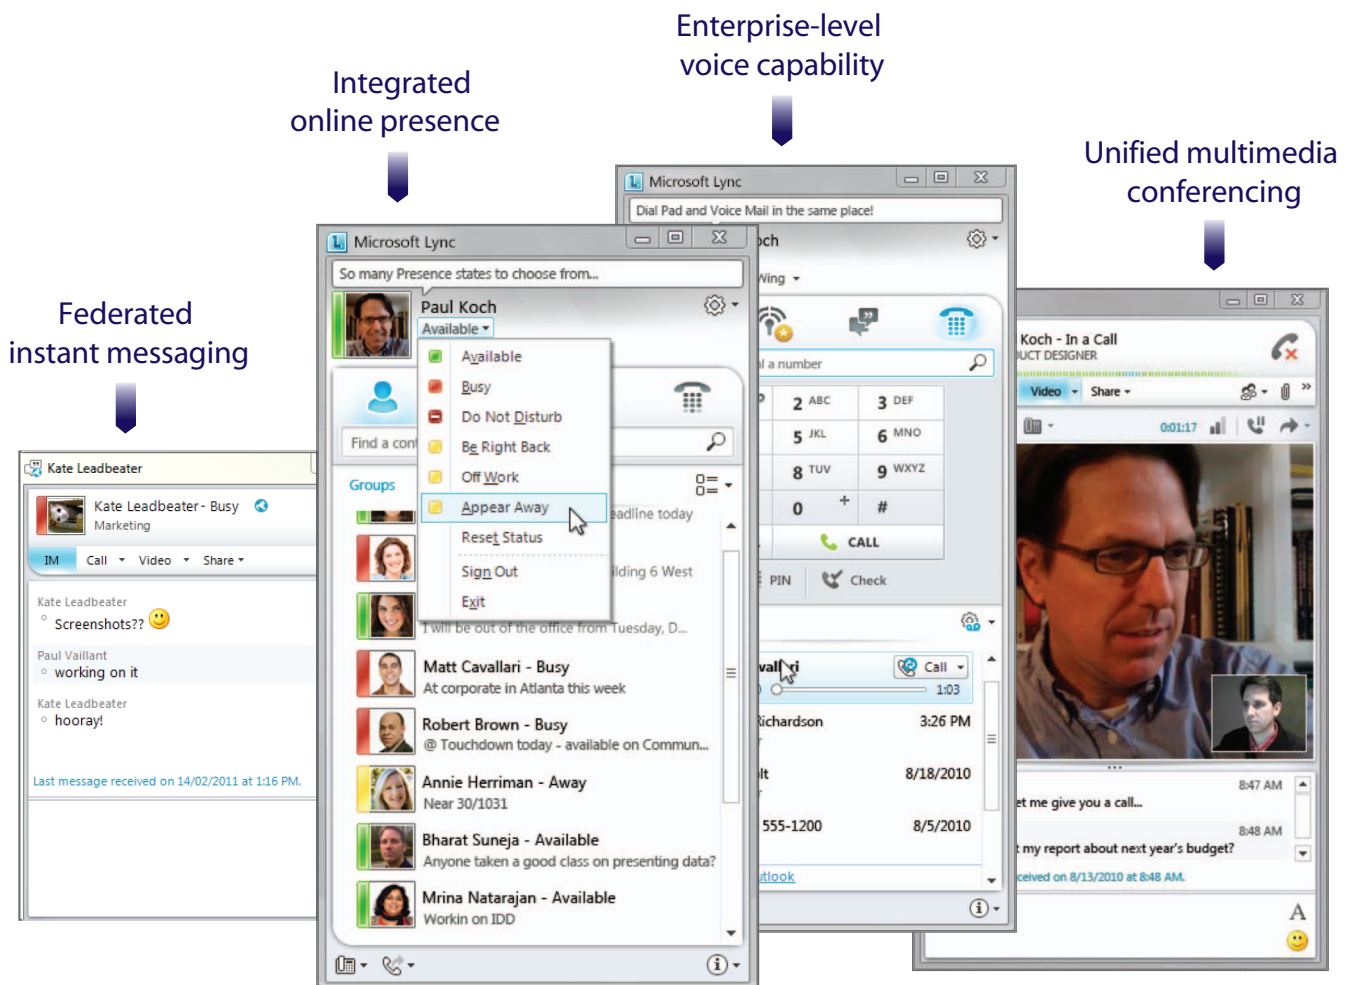 Enterprise-level
voice capability
Integrated
online presence
Unified multimedia
conferencing
Federated
instant messaging
Kate Leadbeater
Kate Leadbeater - Busy
Marketing
IM Call Video Share
Kate Leadbeater
Screenshots??
Paul Vaillant
working on it
Kate Leadbeater
hooray!
Last message received on 14/02/2011 at 1:16 PM.
Microsoft Lync
So many Presence states to choose from...
Paul Koch
Available
Available
Busy
Do Not Disturb
Be Right Back
Off Work
Appear Away
Reset Status
Sign Out
Exit
Find a cont
Groups
eadline today
ilding 6 West
I will be out of the office from Tuesday, D...
Matt Cavallari - Busy
At corporate in Atlanta this week
Robert Brown - Busy
@ Touchdown today - available on Commun...
Annie Herriman - Away
Near 30/1031
Bharat Suneja - Available
Anyone taken a good class on presenting data?
Mrina Natarajan - Available
Workin on IDD
Microsoft Lync
Dial Pad and Voice Mail in the same place!
och
Wing
al a number
2 ABC 3 DEF
5 JKL 6 MNO
8 TUV 9 WXYZ
0 + #
CALL
PIN Check
Call
1:03
Richardson 3:26 PM
lt 8/18/2010
555-1200 8/5/2010
utlook
Koch - In a Call
DUCT DESIGNER
Video Share
0:01:17
8:47 AM
et me give you a call...
8:48 AM
t my report about next year's budget?
ceived on 8/13/2010 at 8:48 AM.
A